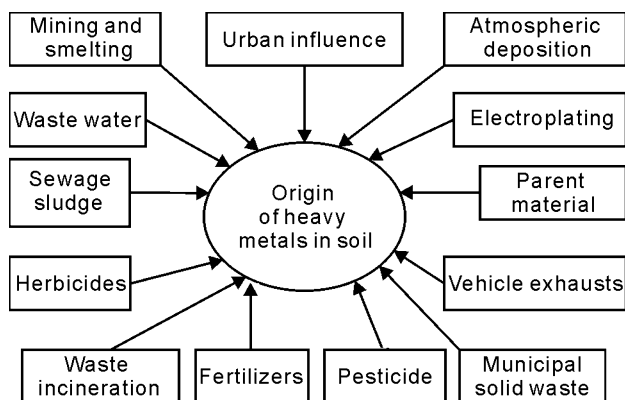 Mining and
smelting
Urban influence
Atmospheric
deposition
Waste water
Electroplating
Sewage
sludge
Origin
of heavy
metals in soil
Parent
material
Herbicides
Vehicle exhausts
Waste
incineration
Fertilizers
Pesticide
Municipal
solid waste